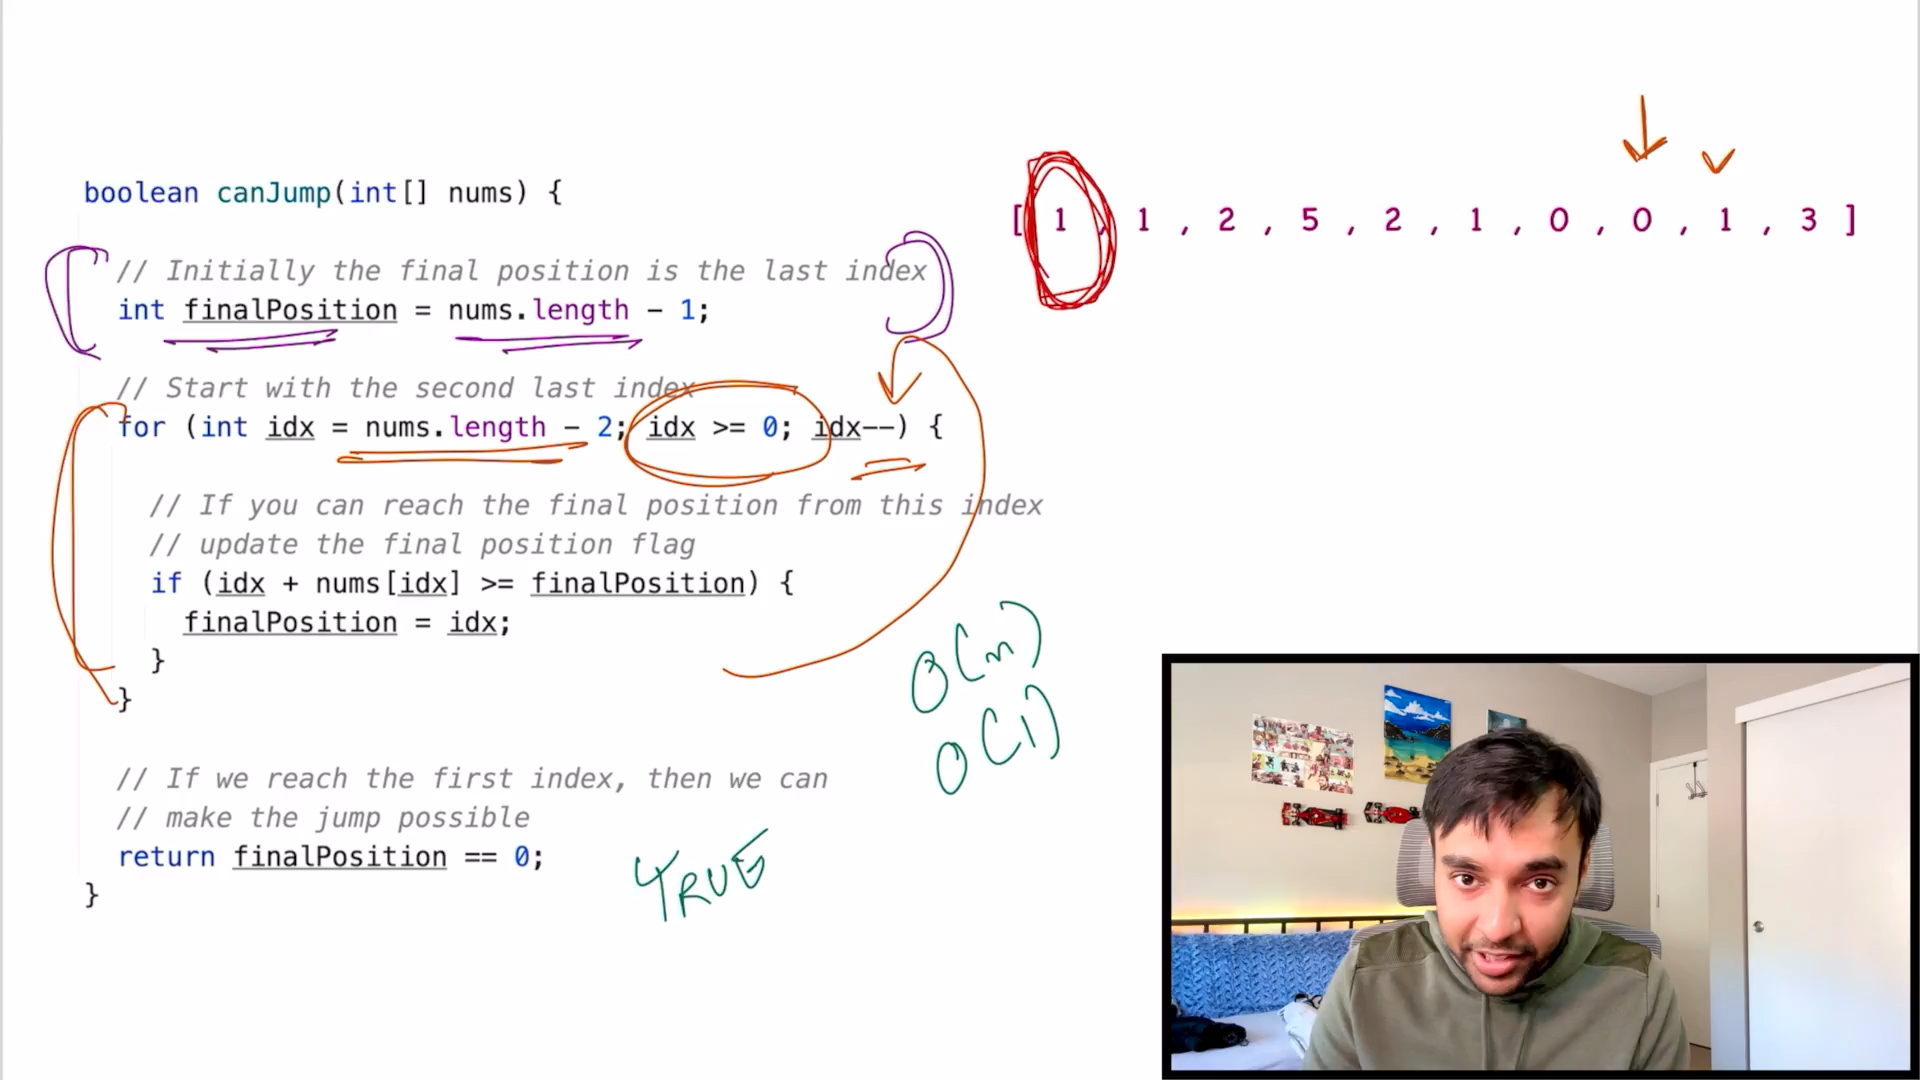 boolean canJump(int[] nums) {
// Initially the final position is the last index
int finalPosition = nums.length - 1;
// Start with the second last index
for (int idx = nums.length - 2; idx >= 0; idx--) {
// If you can reach the final position from this index
// update the final position flag
if (idx + nums[idx] >= finalPosition) {
finalPosition = idx;
}
}
// If we reach the first index, then we can
// make the jump possible
return finalPosition == 0;
}
[ 1 , 1 , 2 , 5 , 2 , 1 , 0 , 0 , 1 , 3 ]
O(n)
O(1)
TRUE